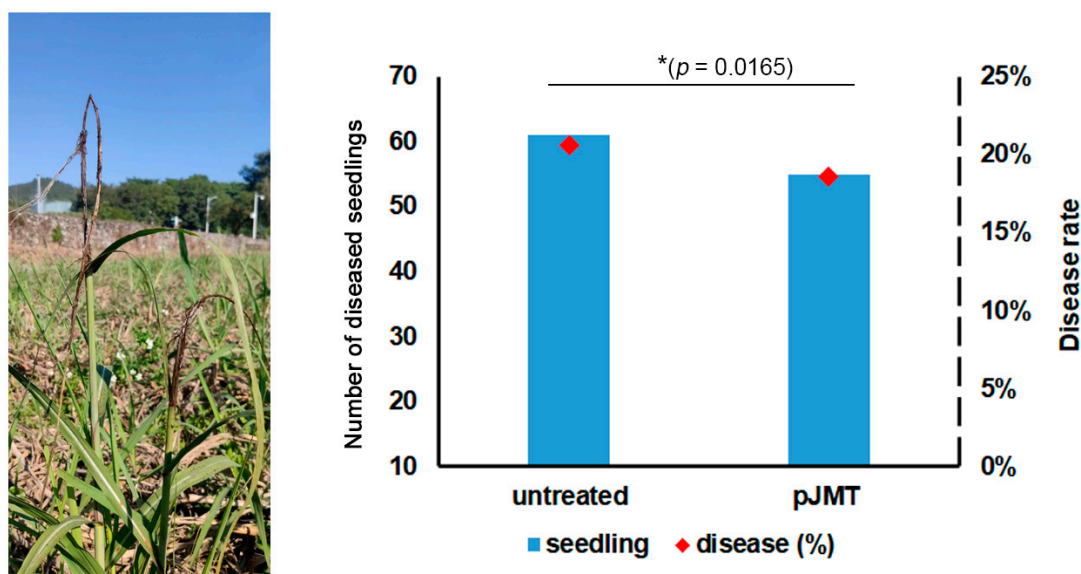 *(p = 0.0165)
Number of diseased seedlings
70
60
50
40
30
20
10
25%
20%
15%
10%
5%
0%
Disease rate
untreated
pJMT
seedling
disease (%)